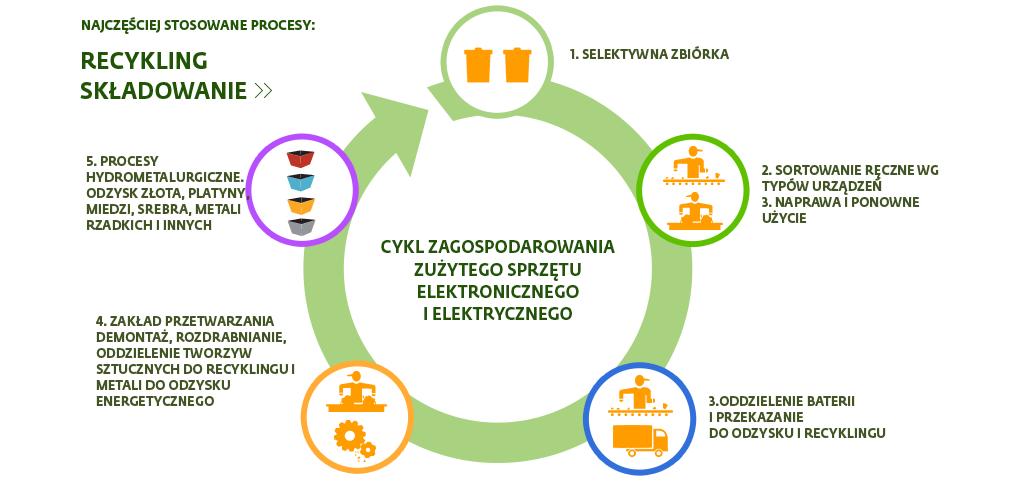 NAJCZĘŚCIEJ STOSOWANE PROCESY:
RECYKLING
SKŁADOWANIE
1. SELEKTYWNA ZBIÓRKA
2. SORTOWANIE RĘCZNE WG
TYPÓW URZĄDZEŃ
3. NAPRAWA I PONOWNE
UŻYCIE
3.ODDZIELENIE BATERII
I PRZEKAZANIE
DO ODZYSKU I RECYKLINGU
4. ZAKŁAD PRZETWARZANIA
DEMONTAŻ, ROZDRABNIANIE,
ODDZIELENIE TWORZYW
SZTUCZNYCH DO RECYKLINGU I
METALI DO ODZYSKU
ENERGETYCZNEGO
5. PROCESY
HYDROMETALURGICZNE.
ODZYSK ZŁOTA, PLATYNY,
MIEDZI, SREBRA, METALI
RZADKICH I INNYCH
CYKL ZAGOSPODAROWANIA
ZUŻYTEGO SPRZĘTU
ELEKTRONICZNEGO
I ELEKTRYCZNEGO